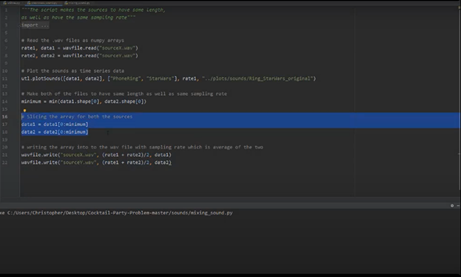 """The script makes the sources to have same length,
as well as have the same sampling rate"""
import ...
# Read the .wav files as numpy arrays
rate1, data1 = wavfile.read("sourceX.wav")
rate2, data2 = wavfile.read("sourceY.wav")
# Plot the sounds as time series data
utl.plotSounds([data1, data2], ["PhoneRing", "StarWars"], rate1, "../plots/sounds/Ring_StarWars_original")
# Make both of the files to have same length as well as same sampling rate
minimum = min(data1.shape[0], data2.shape[0])
# Slicing the array for both the sources
data1 = data1[0:minimum]
data2 = data2[0:minimum]
# writing the array into to the wav file with sampling rate which is average of the two
wavfile.write("sourceX.wav", (rate1 + rate2)/2, data1)
wavfile.write("sourceY.wav", (rate1 + rate2)/2, data2)
C:/Users/Christopher/Desktop/Cocktail-Party-Problem-master/sounds/mixing_sound.py